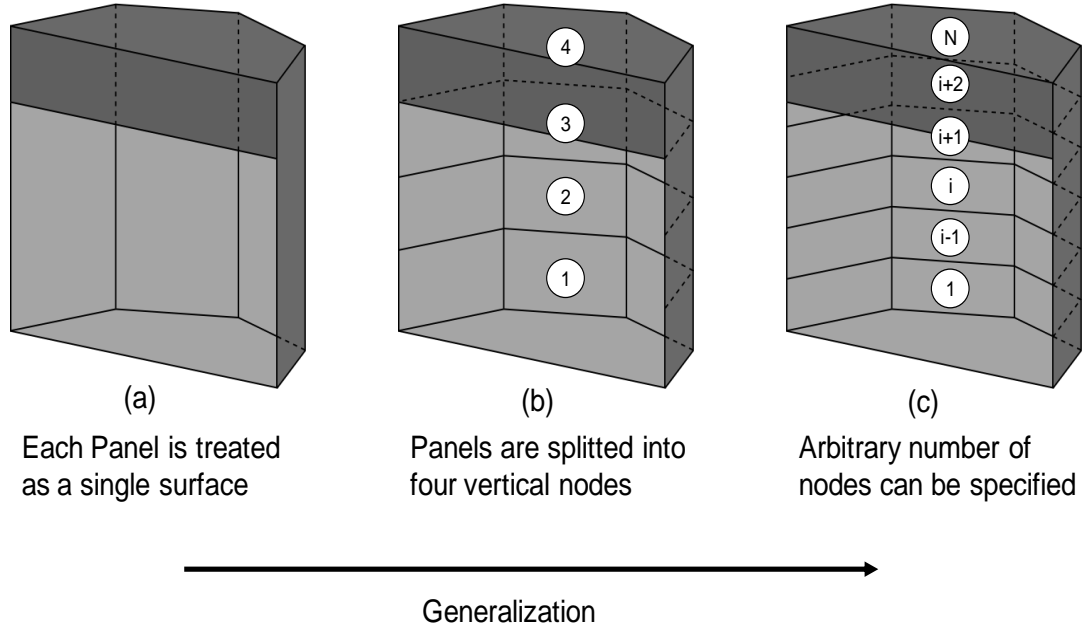 4
3
2
1
N
i+2
i+1
i
i-1
1
(a)
Each Panel is treated
as a single surface
(b)
Panels are splitted into
four vertical nodes
(c)
Arbitrary number of
nodes can be specified
Generalization